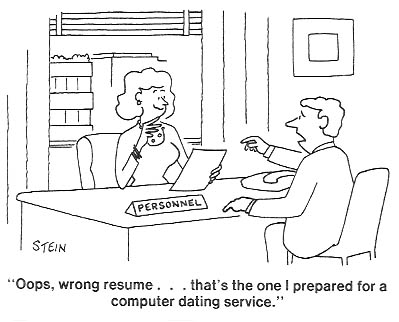 PERSONNEL
STEIN
"Oops, wrong resume . . . that's the one I prepared for a
computer dating service."